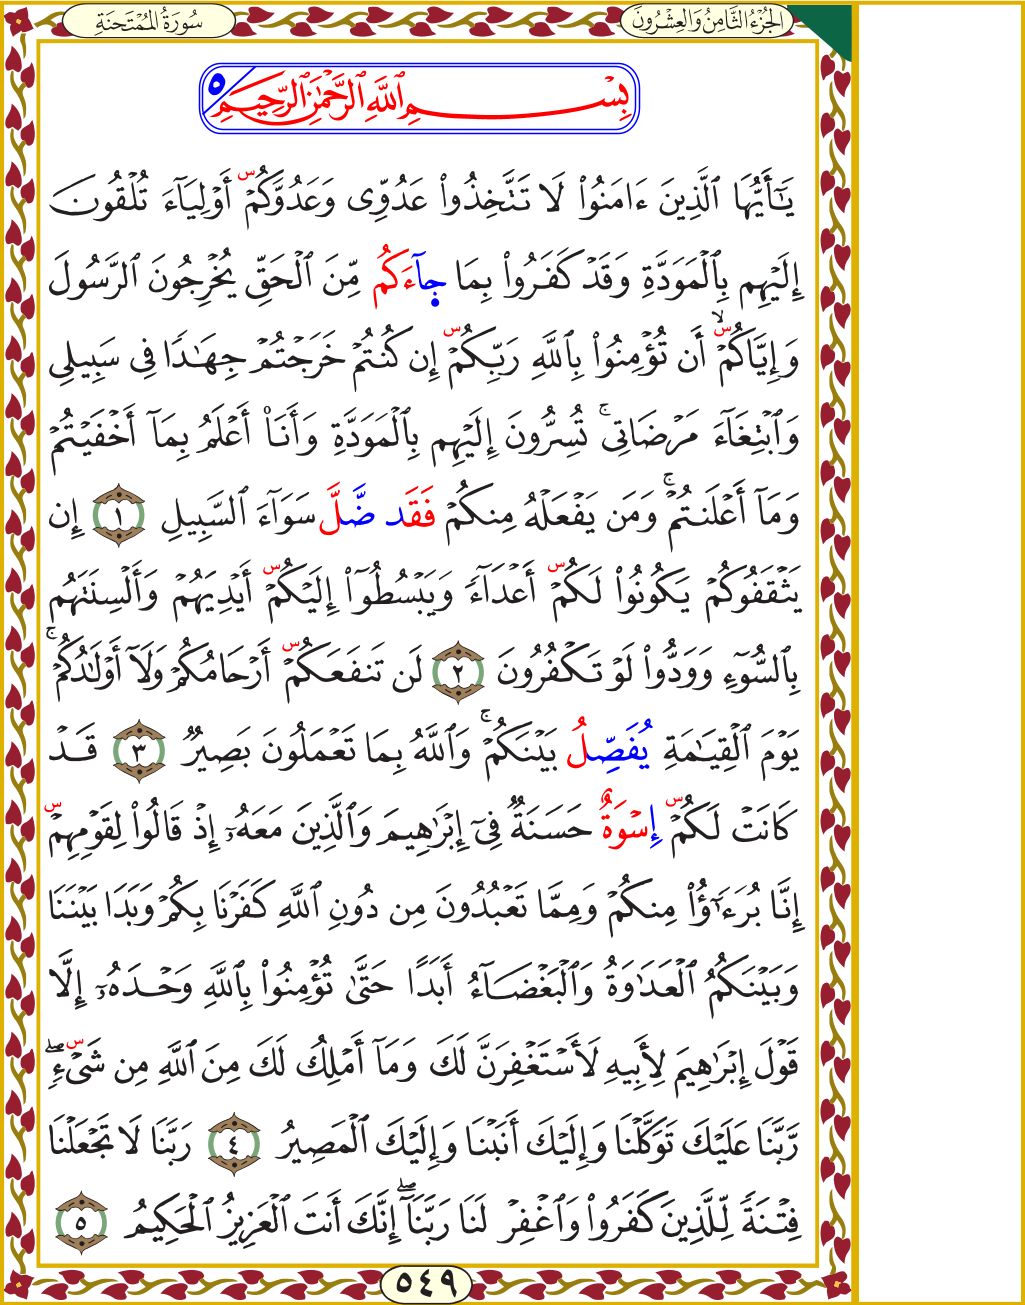 سُورَةُ المُمْتَحنَةِ
الجُزْءُ الثَّامِنُ وَالعِشْرُونَ
بِسْمِ ٱللَّهِ ٱلرَّحْمَٰنِ ٱلرَّحِيمِ ٥
يَـٰٓأَيُّهَا ٱلَّذِينَ ءَامَنُوا۟ لَا تَتَّخِذُوا۟ عَدُوِّى وَعَدُوَّكُمْۜ أَوْلِيَآءَ تُلْقُونَ
إِلَيْهِم بِٱلْمَوَدَّةِ وَقَدْ كَفَرُوا۟ بِمَا جآءَكُم مِّنَ ٱلْحَقِّ يُخْرِجُونَ ٱلرَّسُولَ
وَإِيَّاكُمْۜۙ أَن تُؤْمِنُوا۟ بِٱللَّهِ رَبِّكُمْۜ إِن كُنتُمْ خَرَجْتُمْ جِهَـٰدًا فِى سَبِيلِى
وَٱبْتِغَآءَ مَرْضَاتِىۚ تُسِرُّونَ إِلَيْهِم بِٱلْمَوَدَّةِ وَأَنَا۠ أَعْلَمُ بِمَآ أَخْفَيْتُمْ
وَمَآ أَعْلَنتُمْۚ وَمَن يَفْعَلْهُ مِنكُمْ فَقَد ضَّلَّ سَوَآءَ ٱلسَّبِيلِ ١ إِن
يَثْقَفُوكُمْ يَكُونُوا۟ لَكُمْۜ أَعْدَآءً وَيَبْسُطُوٓا۟ إِلَيْكُمْۜ أَيْدِيَهُمْ وَأَلْسِنَتَهُم
بِٱلسُّوٓءِ وَوَدُّوا۟ لَوْ تَكْفُرُونَ ٢ لَن تَنفَعَكُمْۜ أَرْحَامُكُمْ وَلَآ أَوْلَـٰدُكُمْۚ
يَوْمَ ٱلْقِيَـٰمَةِ يُفَصِّلُ بَيْنَكُمْۚ وَٱللَّهُ بِمَا تَعْمَلُونَ بَصِيرٌ ٣ قَدْ
كَانَتْ لَكُمْۜ إِسْوَةٌ حَسَنَةٌ فِىٓ إِبْرَٰهِيمَ وَٱلَّذِينَ مَعَهُۥٓ إِذْ قَالُوا۟ لِقَوْمِهِمْۜ
إِنَّا بُرَءَٰٓؤُا۟ مِنكُمْ وَمِمَّا تَعْبُدُونَ مِن دُونِ ٱللَّهِ كَفَرْنَا بِكُمْ وَبَدَا بَيْنَنَا
وَبَيْنَكُمُ ٱلْعَدَٰوَةُ وَٱلْبَغْضَآءُ أَبَدًا حَتَّىٰ تُؤْمِنُوا۟ بِٱللَّهِ وَحْدَهُۥٓ إِلَّا
قَوْلَ إِبْرَٰهِيمَ لِأَبِيهِ لَأَسْتَغْفِرَنَّ لَكَ وَمَآ أَمْلِكُ لَكَ مِنَ ٱللَّهِ مِن شَىْۜءٍۖ
رَّبَّنَا عَلَيْكَ تَوَكَّلْنَا وَإِلَيْكَ أَنَبْنَا وَإِلَيْكَ ٱلْمَصِيرُ ٤ رَبَّنَا لَا تَجْعَلْنَا
فِتْنَةً لِّلَّذِينَ كَفَرُوا۟ وَٱغْفِرْ لَنَا رَبَّنَآۖ إِنَّكَ أَنتَ ٱلْعَزِيزُ ٱلْحَكِيمُ ٥
٥٤٩